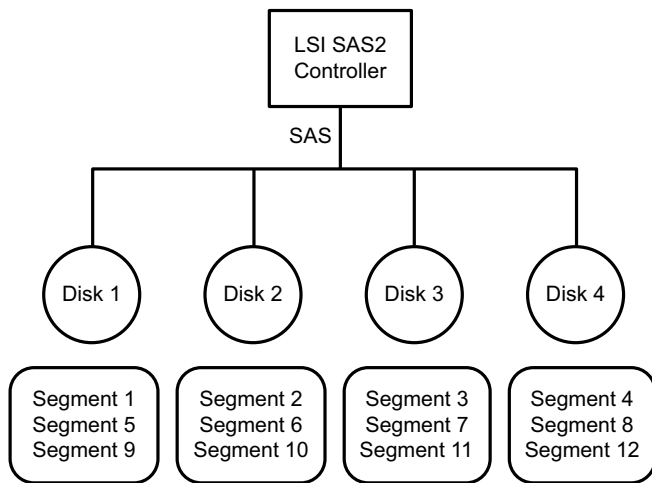 LSI SAS2
Controller
SAS
Disk 1
Disk 2
Disk 3
Disk 4
Segment 1
Segment 5
Segment 9
Segment 2
Segment 6
Segment 10
Segment 3
Segment 7
Segment 11
Segment 4
Segment 8
Segment 12